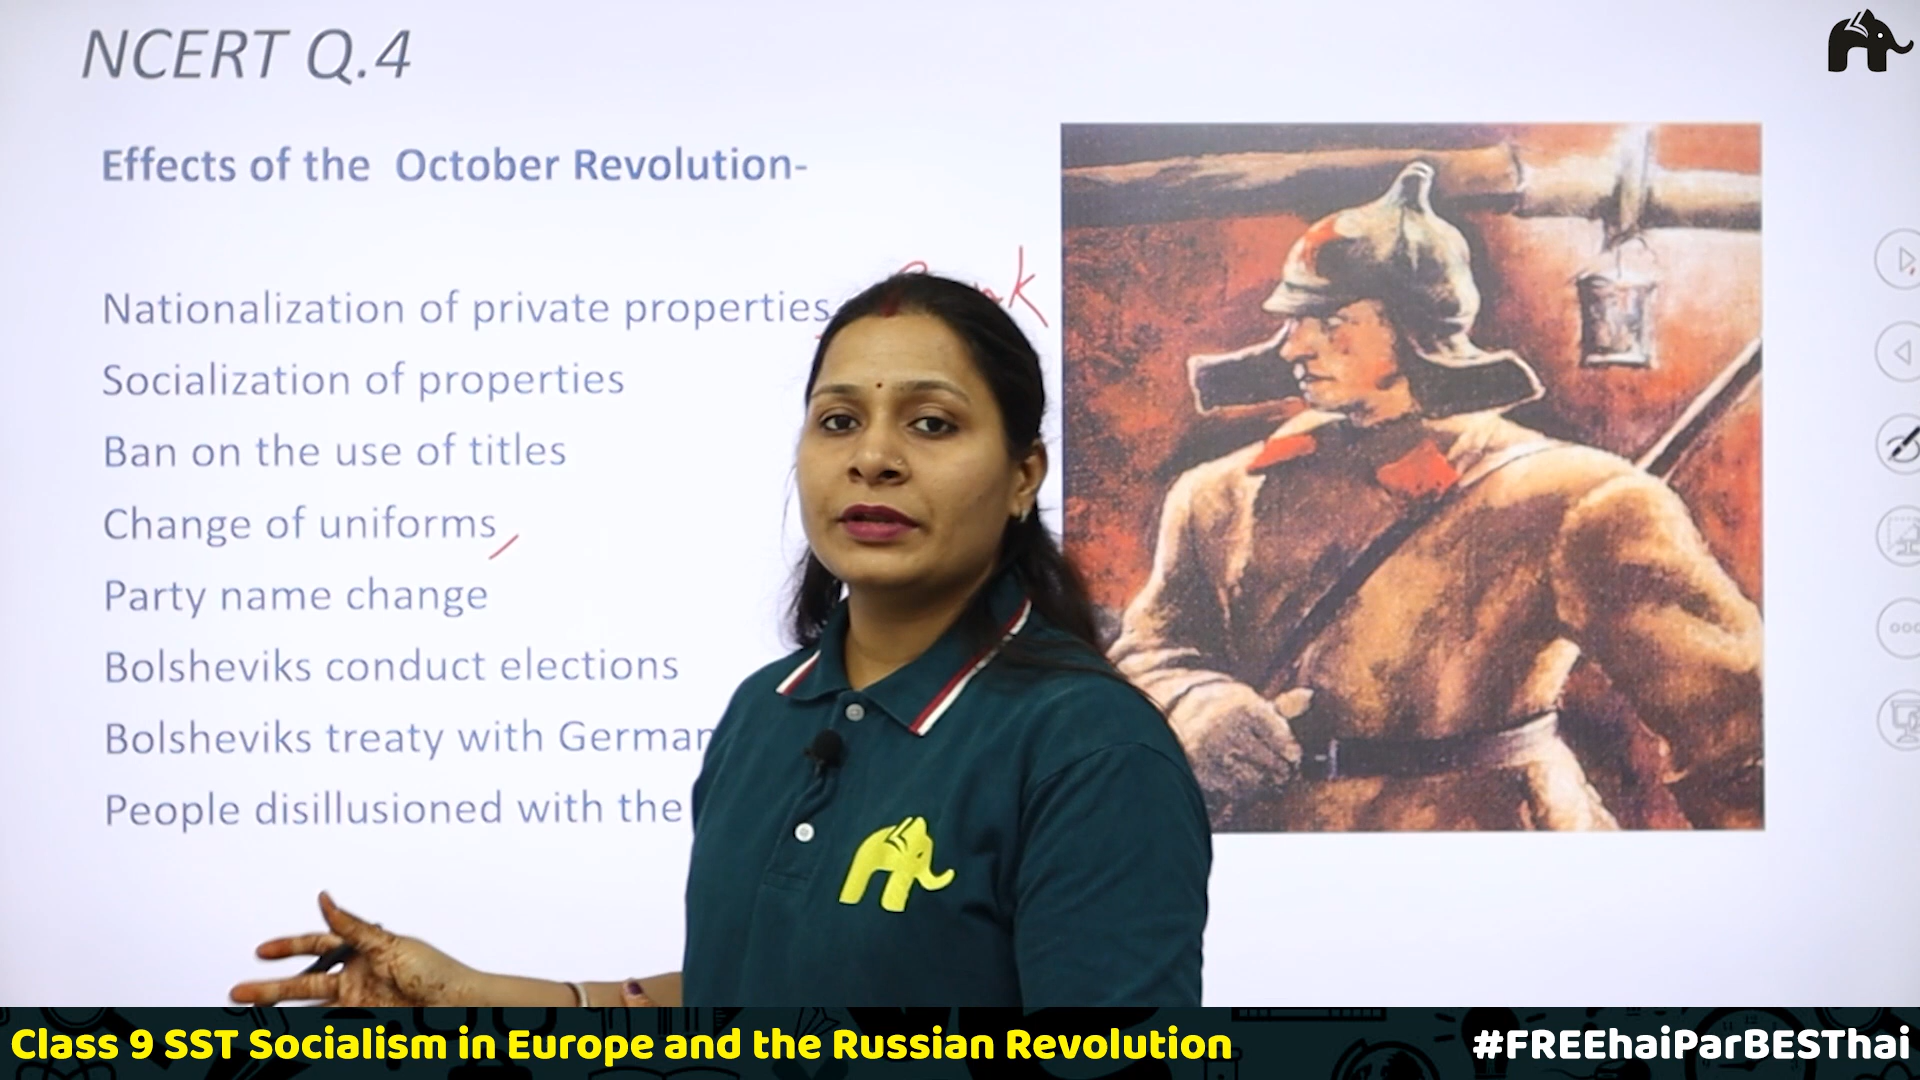 NCERT Q.4
Effects of the October Revolution-
Nationalization of private properties
Socialization of properties
Ban on the use of titles
Change of uniforms
Party name change
Bolsheviks conduct elections
Bolsheviks treaty with
People disillusioned with the
Class 9 SST Socialism in Europe and the Russian Revolution
#FREEhaiParBESThai